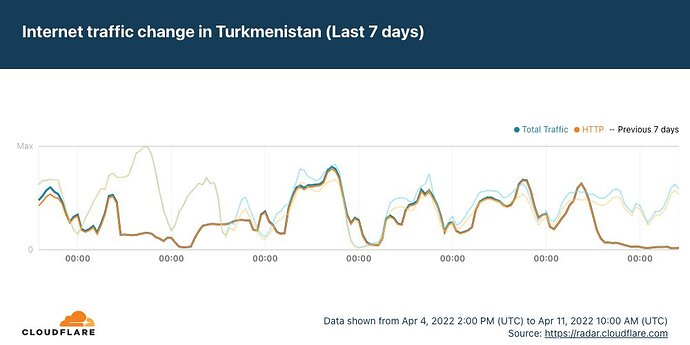 Internet traffic change in Turkmenistan (Last 7 days)
Total Traffic HTTP -- Previous 7 days
Max
0
00:00 00:00 00:00 00:00 00:00 00:00 00:00
CLOUDFLARE
Data shown from Apr 4, 2022 2:00 PM (UTC) to Apr 11, 2022 10:00 AM (UTC)
Source: https://radar.cloudflare.com